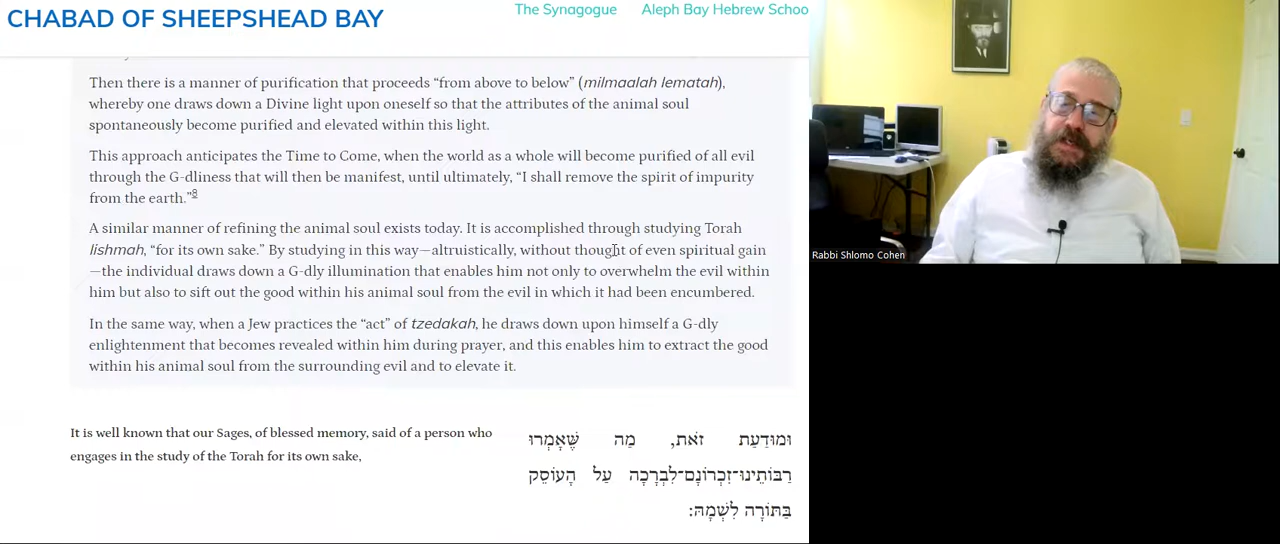 CHABAD OF SHEEPSHEAD BAY
The Synagogue Aleph Bay Hebrew Schoo
Then there is a manner of purification that proceeds “from above to below” (milmaalah lematah),
whereby one draws down a Divine light upon oneself so that the attributes of the animal soul
spontaneously become purified and elevated within this light.
This approach anticipates the Time to Come, when the world as a whole will become purified of all evil
through the G-dliness that will then be manifest, until ultimately, “I shall remove the spirit of impurity
from the earth.”8
A similar manner of refining the animal soul exists today. It is accomplished through studying Torah
lishmah, “for its own sake.” By studying in this way—altruistically, without thought of even spiritual gain
—the individual draws down a G-dly illumination that enables him not only to overwhelm the evil within
him but also to sift out the good within his animal soul from the evil in which it had been encumbered.
In the same way, when a Jew practices the “act” of tzedakah, he draws down upon himself a G-dly
enlightenment that becomes revealed within him during prayer, and this enables him to extract the good
within his animal soul from the surrounding evil and to elevate it.
It is well known that our Sages, of blessed memory, said of a person who
engages in the study of the Torah for its own sake,
וּמוּדַעַת זֹאת, מַה שֶּׁאָמְרוּ
רַבּוֹתֵינוּ־זִכְרוֹנָם־לִבְרָכָה עַל הָעוֹסֵק
בַּתּוֹרָה לִשְׁמָהּ:
Rabbi Shlomo Cohen